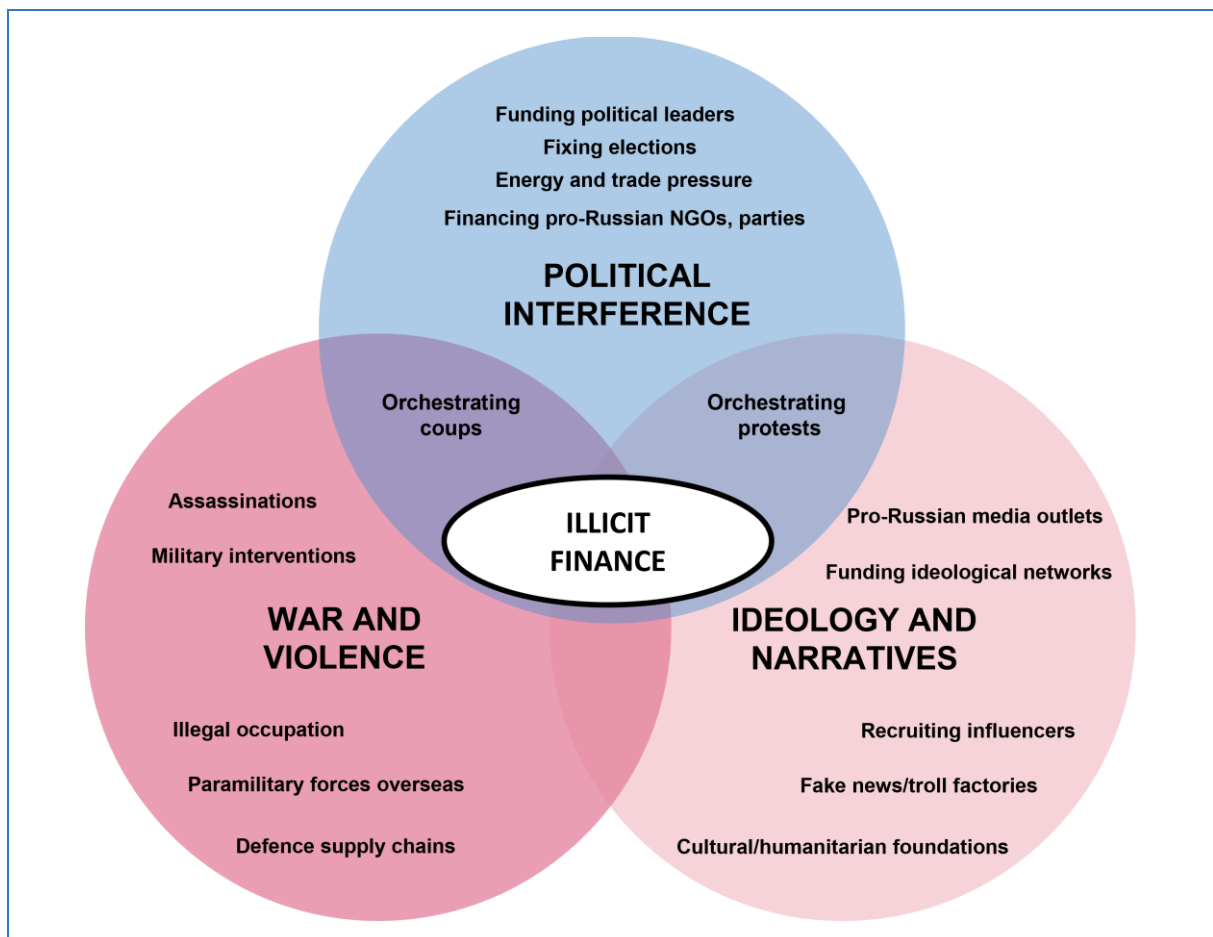 Funding political leaders
Fixing elections
Energy and trade pressure
Financing pro-Russian NGOs, parties
POLITICAL
INTERFERENCE
Orchestrating
coups
Orchestrating
protests
ILLICIT
FINANCE
Assassinations
Military interventions
WAR AND
VIOLENCE
Illegal occupation
Paramilitary forces overseas
Defence supply chains
Pro-Russian media outlets
Funding ideological networks
IDEOLOGY AND
NARRATIVES
Recruiting influencers
Fake news/troll factories
Cultural/humanitarian foundations